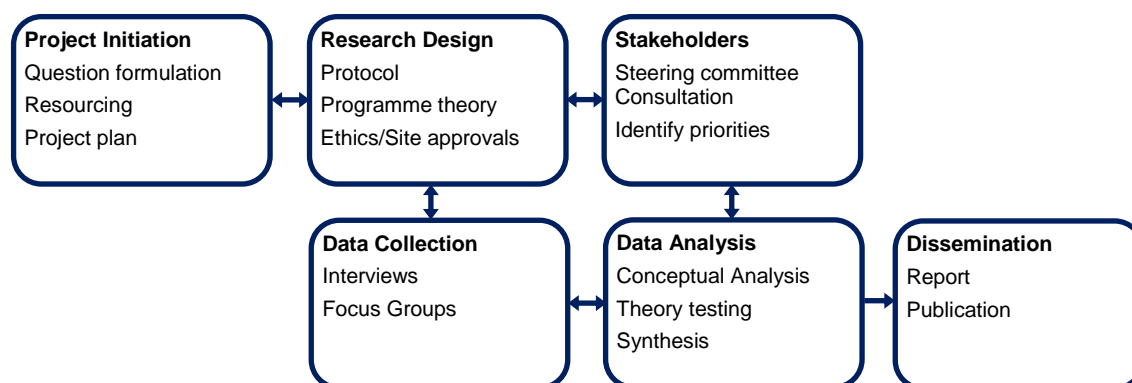 Project Initiation
Question formulation
Resourcing
Project plan
Research Design
Protocol
Programme theory
Ethics/Site approvals
Stakeholders
Steering committee
Consultation
Identify priorities
Data Collection
Interviews
Focus Groups
Data Analysis
Conceptual Analysis
Theory testing
Synthesis
Dissemination
Report
Publication